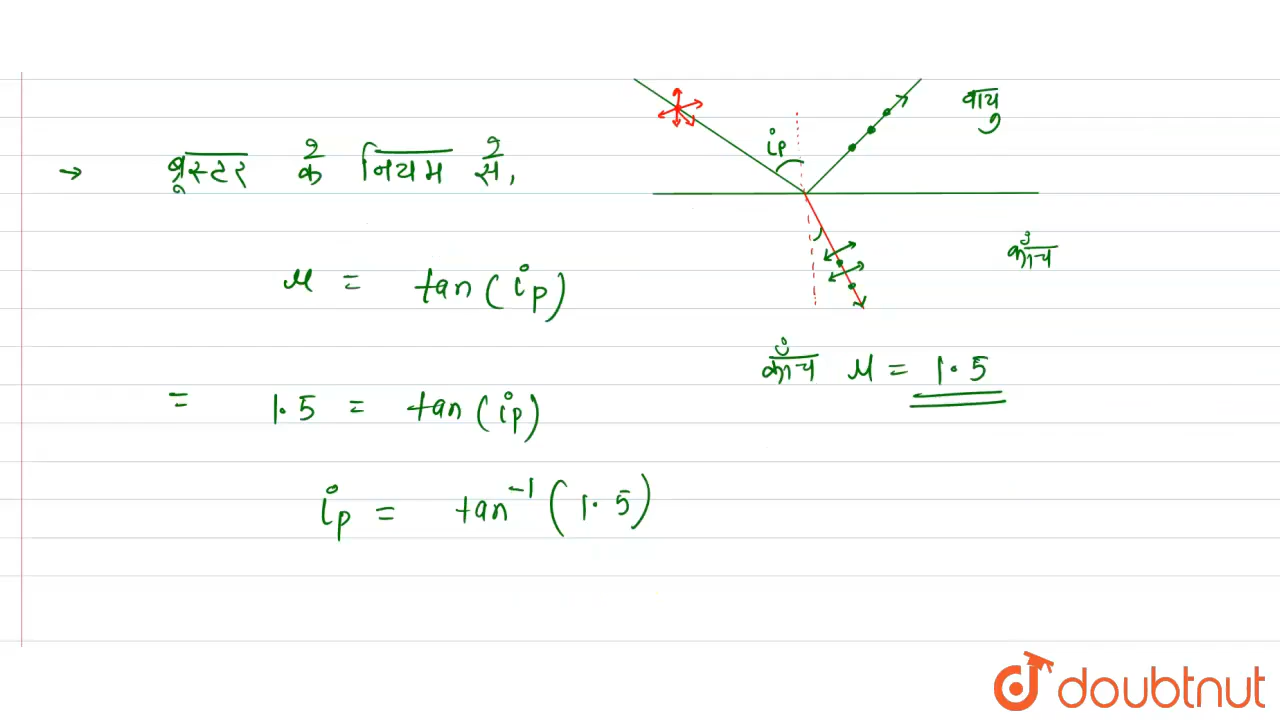 वायु
ip
→ ब्रूस्टर के नियम से,
काँच
μ = tan(ip)
काँच μ = 1.5
= 1.5 = tan(ip)
ip = tan⁻¹(1.5)
doubtnut